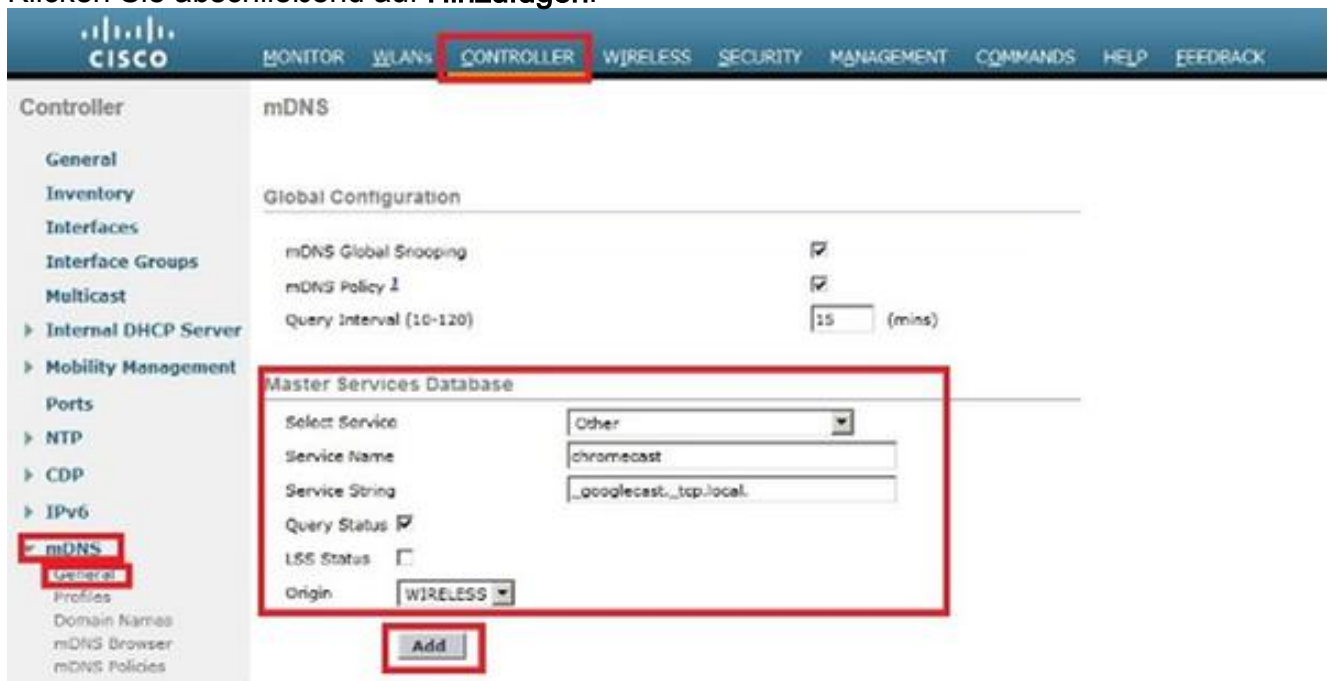 Klicken Sie abschließend auf Hinzufügen.
CISCO
MONITOR WLANs CONTROLLER WIRELESS SECURITY MANAGEMENT COMMANDS HELP FEEDBACK
Controller
General
Inventory
Interfaces
Interface Groups
Multicast
Internal DHCP Server
Mobility Management
Ports
NTP
CDP
IPv6
mDNS
General
Profiles
Domain Names
mDNS Browser
mDNS Policies
mDNS
Global Configuration
mDNS Global Snooping
mDNS Policy 1
Query Interval (10-120) 15 (mins)
Master Services Database
Select Service Other
Service Name chromecast
Service String _googlecast._tcp.local.
Query Status
LSS Status
Origin WIRELESS
Add